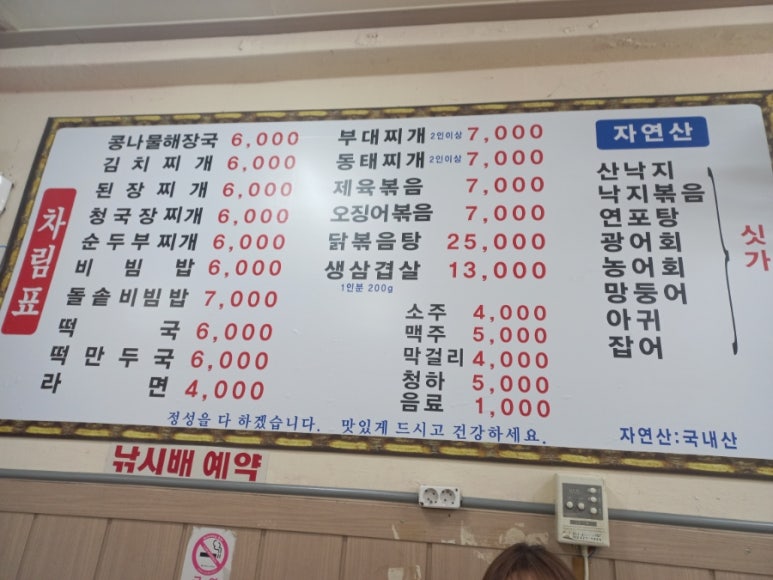 차림표
콩나물해장국 6,000
김치찌개 6,000
된장찌개 6,000
청국장찌개 6,000
순두부찌개 6,000
비빔밥 6,000
돌솥비빔밥 7,000
떡국 6,000
떡만두국 6,000
라면 4,000
부대찌개 2인이상 7,000
동태찌개 2인이상 7,000
제육볶음 7,000
오징어볶음 7,000
닭볶음탕 25,000
생삼겹살 13,000
1인분 200g
소주 4,000
맥주 5,000
막걸리 4,000
청하 5,000
음료 1,000
자연산
산낙지
낙지볶음
연포탕
광어회
농어회
망둥어
아귀
잡어
싯가
정성을 다 하겠습니다. 맛있게 드시고 건강하세요.
자연산:국내산
낚시배 예약